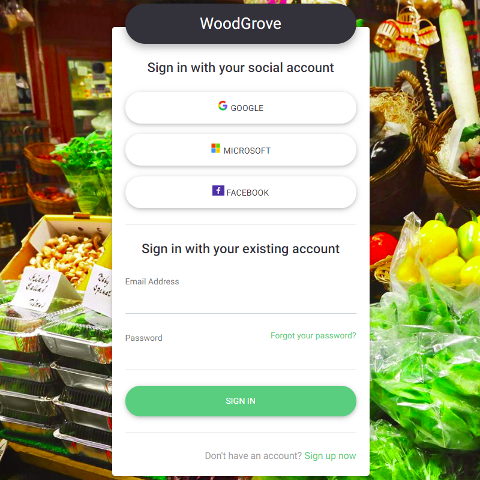 WoodGrove
Sign in with your social account
GOOGLE
MICROSOFT
FACEBOOK
Sign in with your existing account
Email Address
Password
Forgot your password?
SIGN IN
Don't have an account? Sign up now